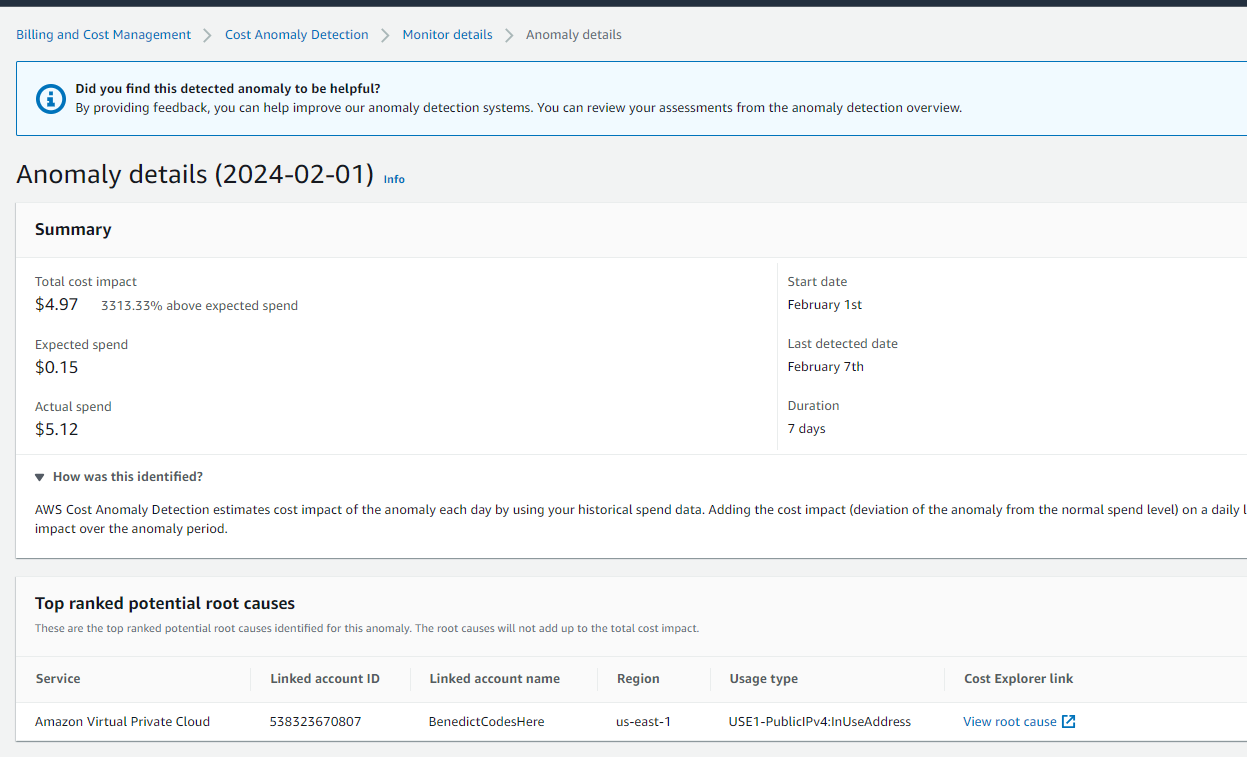 Billing and Cost Management > Cost Anomaly Detection > Monitor details > Anomaly details
Did you find this detected anomaly to be helpful?
By providing feedback, you can help improve our anomaly detection systems. You can review your assessments from the anomaly detection overview.
Anomaly details (2024-02-01) Info
Summary
Total cost impact
$4.97 3313.33% above expected spend
Expected spend
$0.15
Actual spend
$5.12
Start date
February 1st
Last detected date
February 7th
Duration
7 days
How was this identified?
AWS Cost Anomaly Detection estimates cost impact of the anomaly each day by using your historical spend data. Adding the cost impact (deviation of the anomaly from the normal spend level) on a daily
impact over the anomaly period.
Top ranked potential root causes
These are the top ranked potential root causes identified for this anomaly. The root causes will not add up to the total cost impact.
Service Linked account ID Linked account name Region Usage type Cost Explorer link
Amazon Virtual Private Cloud 538323670807 BenedictCodesHere us-east-1 USE1-PublicIPv4:InUseAddress View root cause